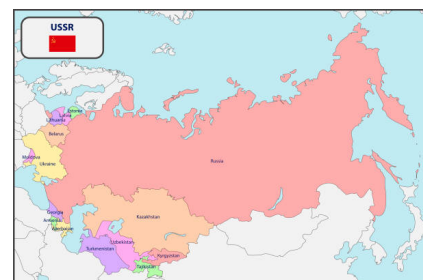 USSR
Estonia
Latvia
Lithuania
Belarus
Moldova
Ukraine
Russia
Georgia
Armenia
Azerbaijan
Kazakhstan
Uzbekistan
Turkmenistan
Kyrgyzstan
Tajikistan